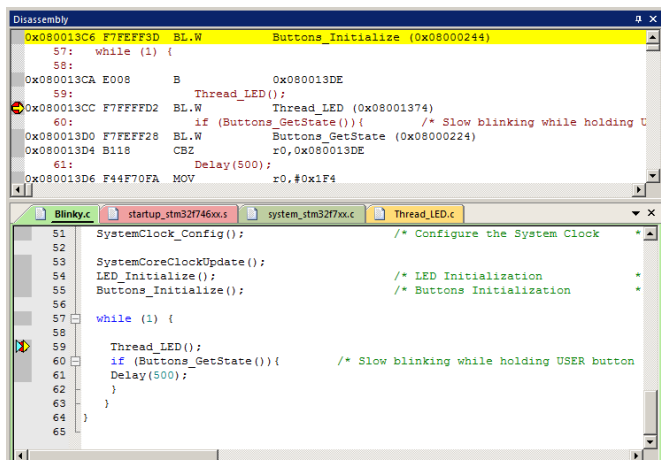 Disassembly
0x080013C6 F7FEFF3D BL.W Buttons_Initialize (0x08000244)
57: while (1) {
58:
0x080013CA E008 B 0x080013DE
59: Thread_LED();
0x080013CC F7FFFFD2 BL.W Thread_LED (0x08001374)
60: if (Buttons_GetState()){ /* Slow blinking while holding U
0x080013D0 F7FEFF28 BL.W Buttons_GetState (0x08000224)
0x080013D4 B118 CBZ r0,0x080013DE
61: Delay(500);
0x080013D6 F44F70FA MOV r0,#0x1F4
Blinky.c startup_stm32f746xx.s system_stm32f7xx.c Thread_LED.c
51 SystemClock_Config(); /* Configure the System Clock *
52
53 SystemCoreClockUpdate();
54 LED_Initialize(); /* LED Initialization *
55 Buttons_Initialize(); /* Buttons Initialization *
56
57 while (1) {
58
59 Thread_LED();
60 if (Buttons_GetState()){ /* Slow blinking while holding USER button
61 Delay(500);
62 }
63 }
64 }
65